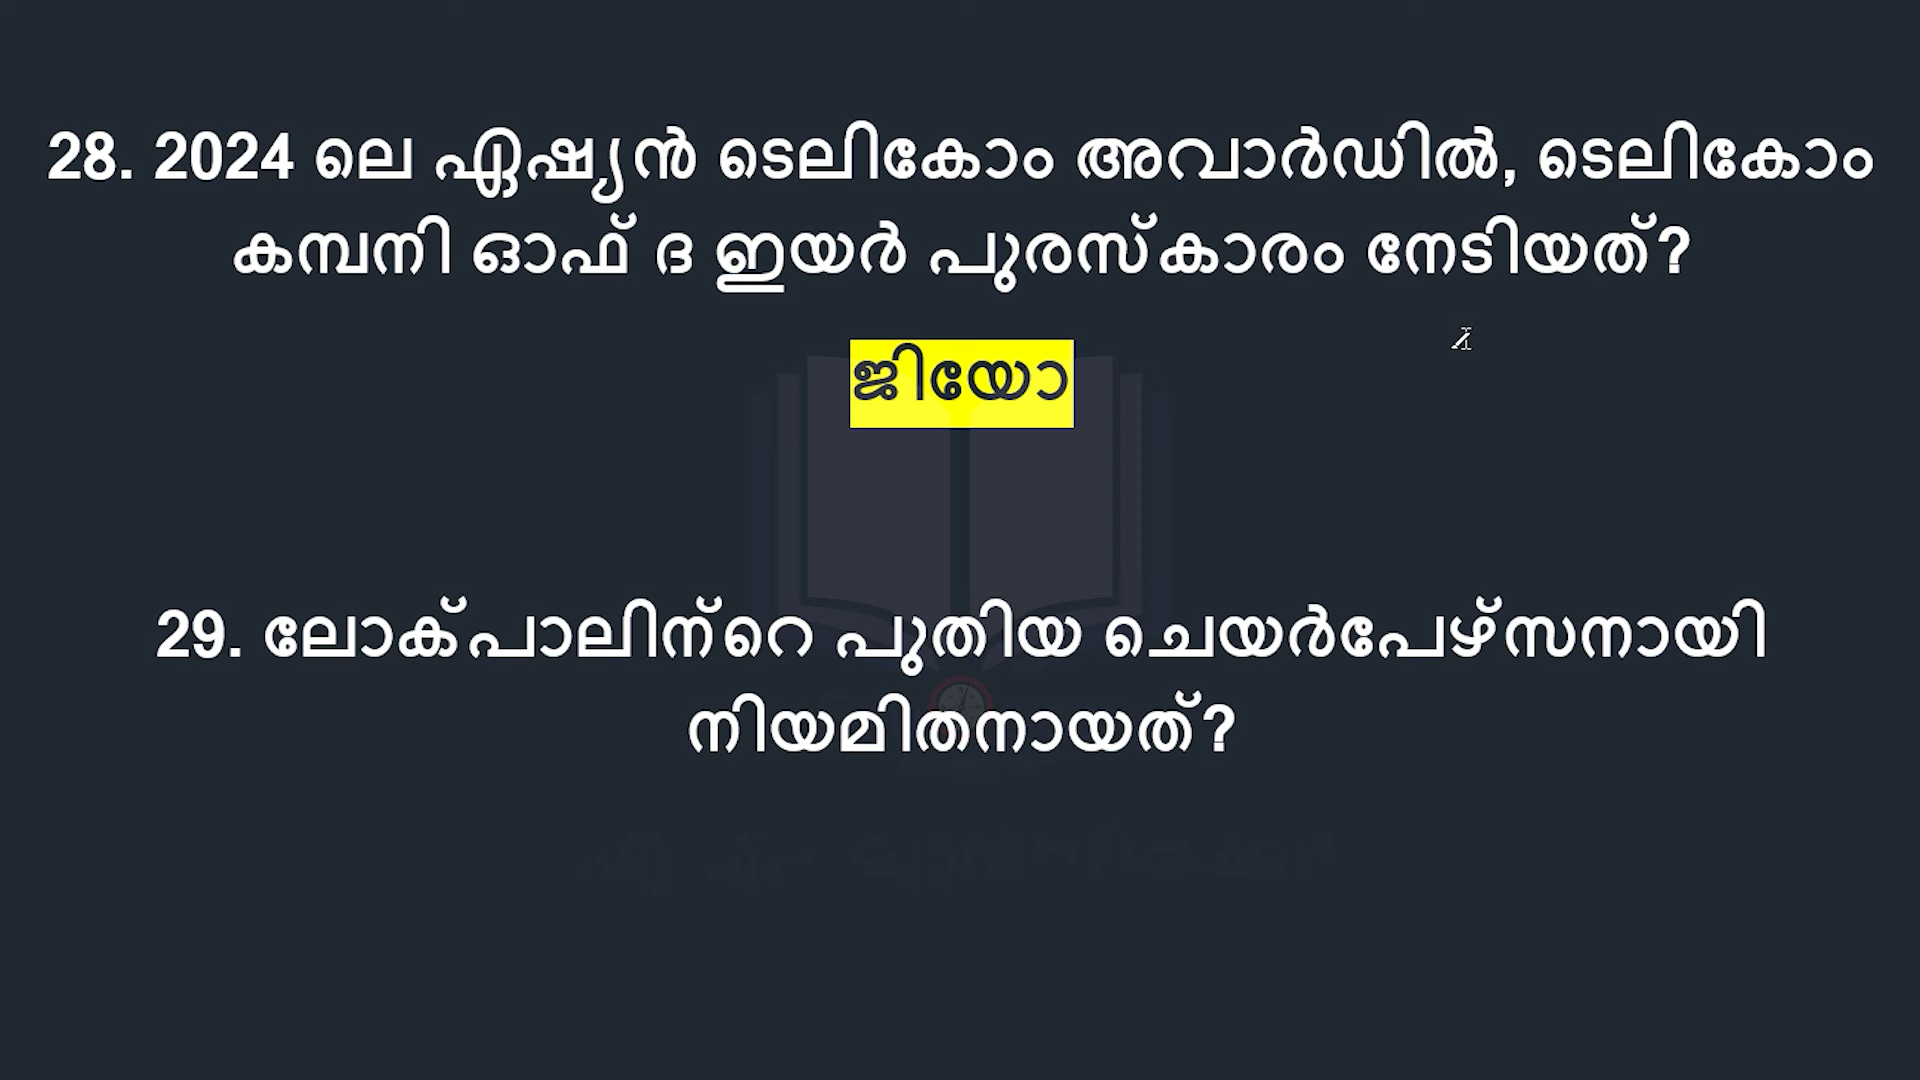 28. 2024 ലെ ഏഷ്യൻ ടെലികോം അവാർഡിൽ, ടെലികോം
കമ്പനി ഓഫ് ദ ഇയർ പുരസ്കാരം നേടിയത്?
ജിയോ
29. ലോക്പാലിന്റെ പുതിയ ചെയർപേഴ്സനായി
നിയമിതനായത്?